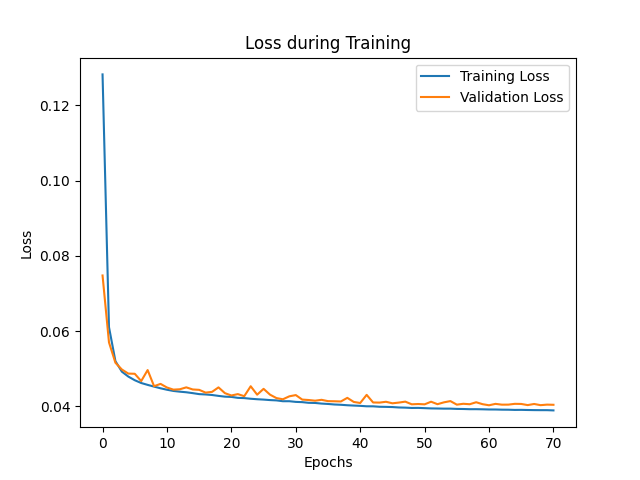 Loss during Training
Training Loss
Validation Loss
0.12
0.10
0.08
0.06
0.04
Loss
0 10 20 30 40 50 60 70
Epochs